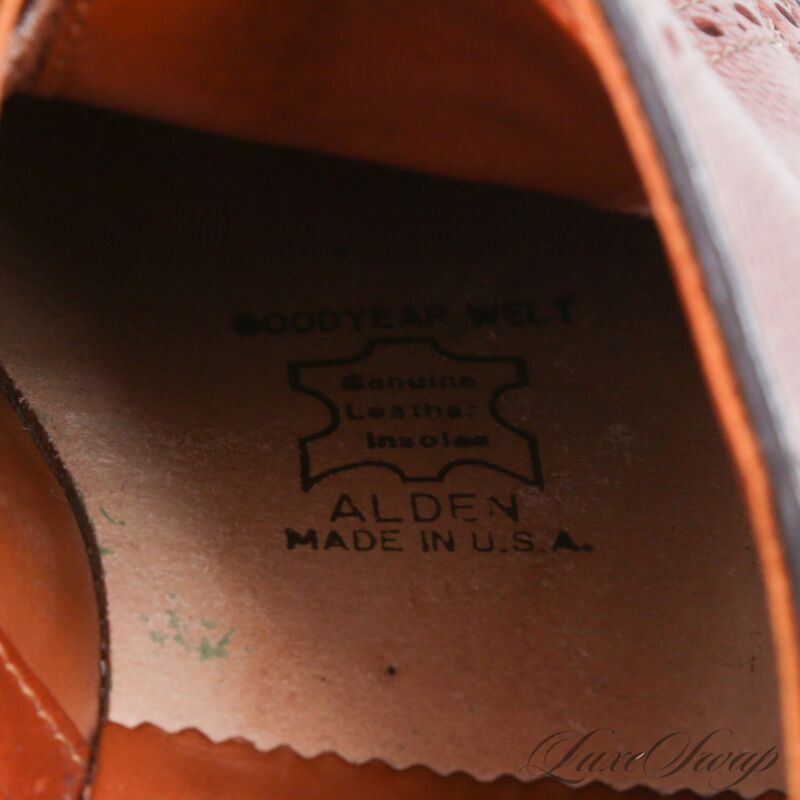 GOODYEAR WELT
Genuine
Leather
Insoles
ALDEN
MADE IN U.S.A.
LuxeSwap